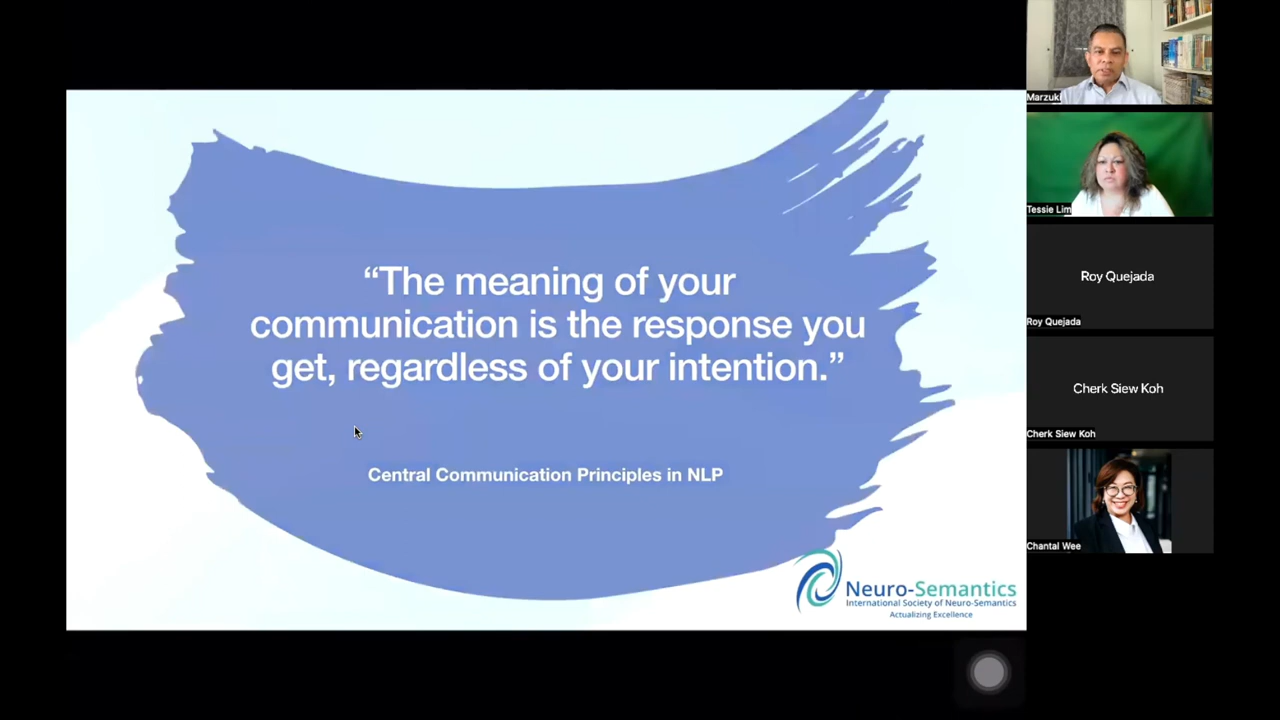 “The meaning of your
communication is the response you
get, regardless of your intention.”
Central Communication Principles in NLP
Neuro-Semantics
International Society of Neuro-Semantics
Actualizing Excellence
Marzuki
Tessie Lim
Roy Quejada
Roy Quejada
Cherk Siew Koh
Cherk Siew Koh
Chantal Wee